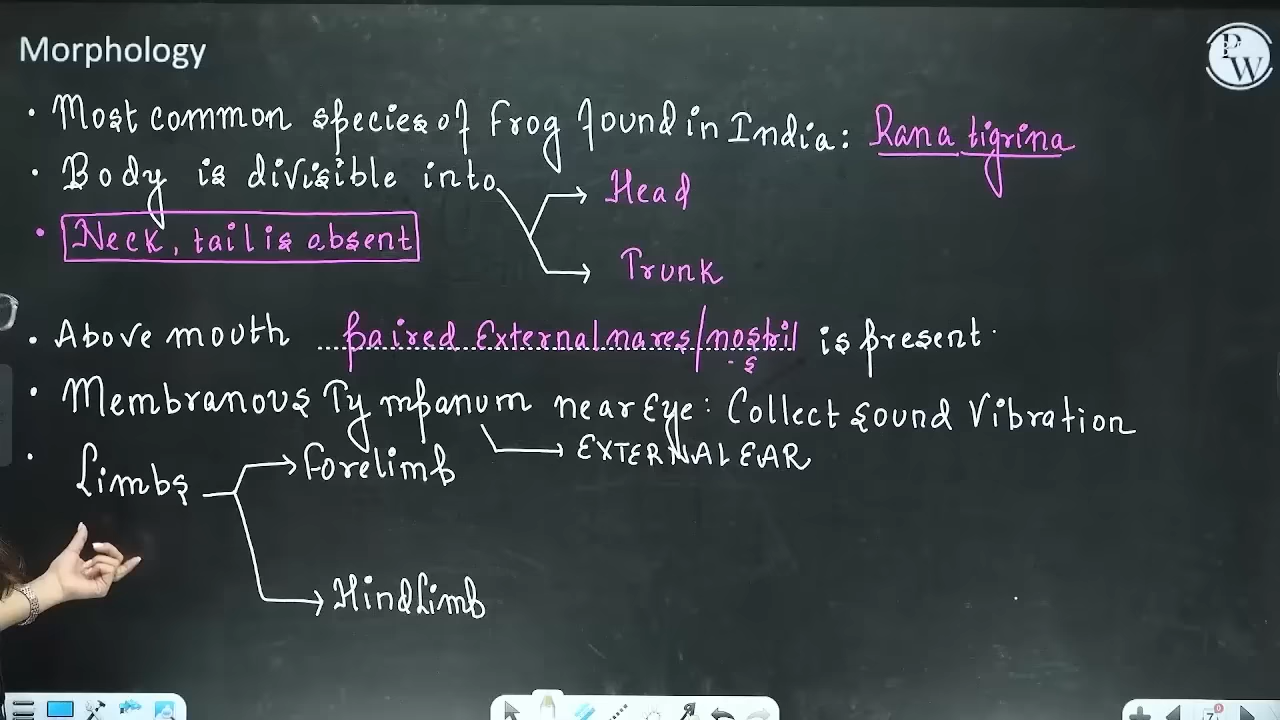 Morphology
PW
• Most common species of Frog found in India: Rana tigrina
• Body is divisible into
Head
• Neck, tail is absent
Trunk
• Above mouth paired External nares/nostril is present.
s
• Membranous Tympanum near Eye: Collect sound Vibration
EXTERNAL EAR
• Limbs
Forelimb
HindLimb